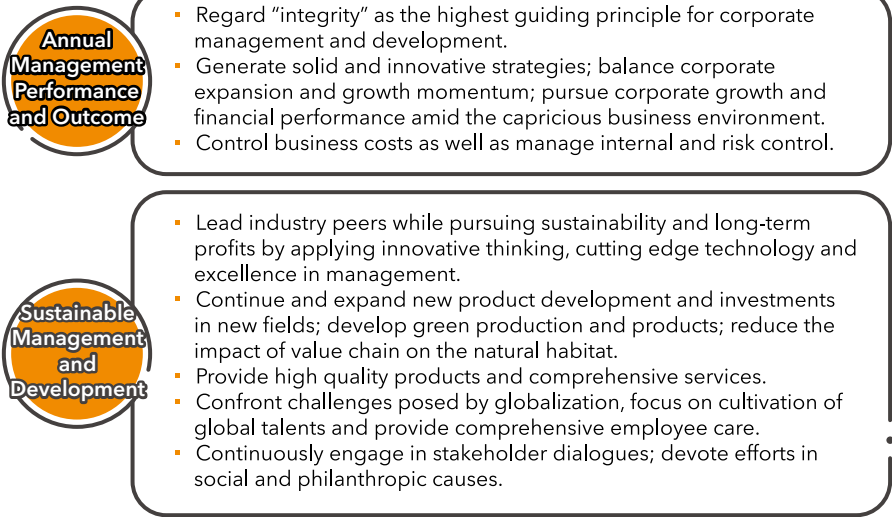 Annual
Management
Performance
and Outcome
▪ Regard “integrity” as the highest guiding principle for corporate
management and development.
▪ Generate solid and innovative strategies; balance corporate
expansion and growth momentum; pursue corporate growth and
financial performance amid the capricious business environment.
▪ Control business costs as well as manage internal and risk control.
Sustainable
Management
and
Development
▪ Lead industry peers while pursuing sustainability and long-term
profits by applying innovative thinking, cutting edge technology and
excellence in management.
▪ Continue and expand new product development and investments
in new fields; develop green production and products; reduce the
impact of value chain on the natural habitat.
▪ Provide high quality products and comprehensive services.
▪ Confront challenges posed by globalization, focus on cultivation of
global talents and provide comprehensive employee care.
▪ Continuously engage in stakeholder dialogues; devote efforts in
social and philanthropic causes.